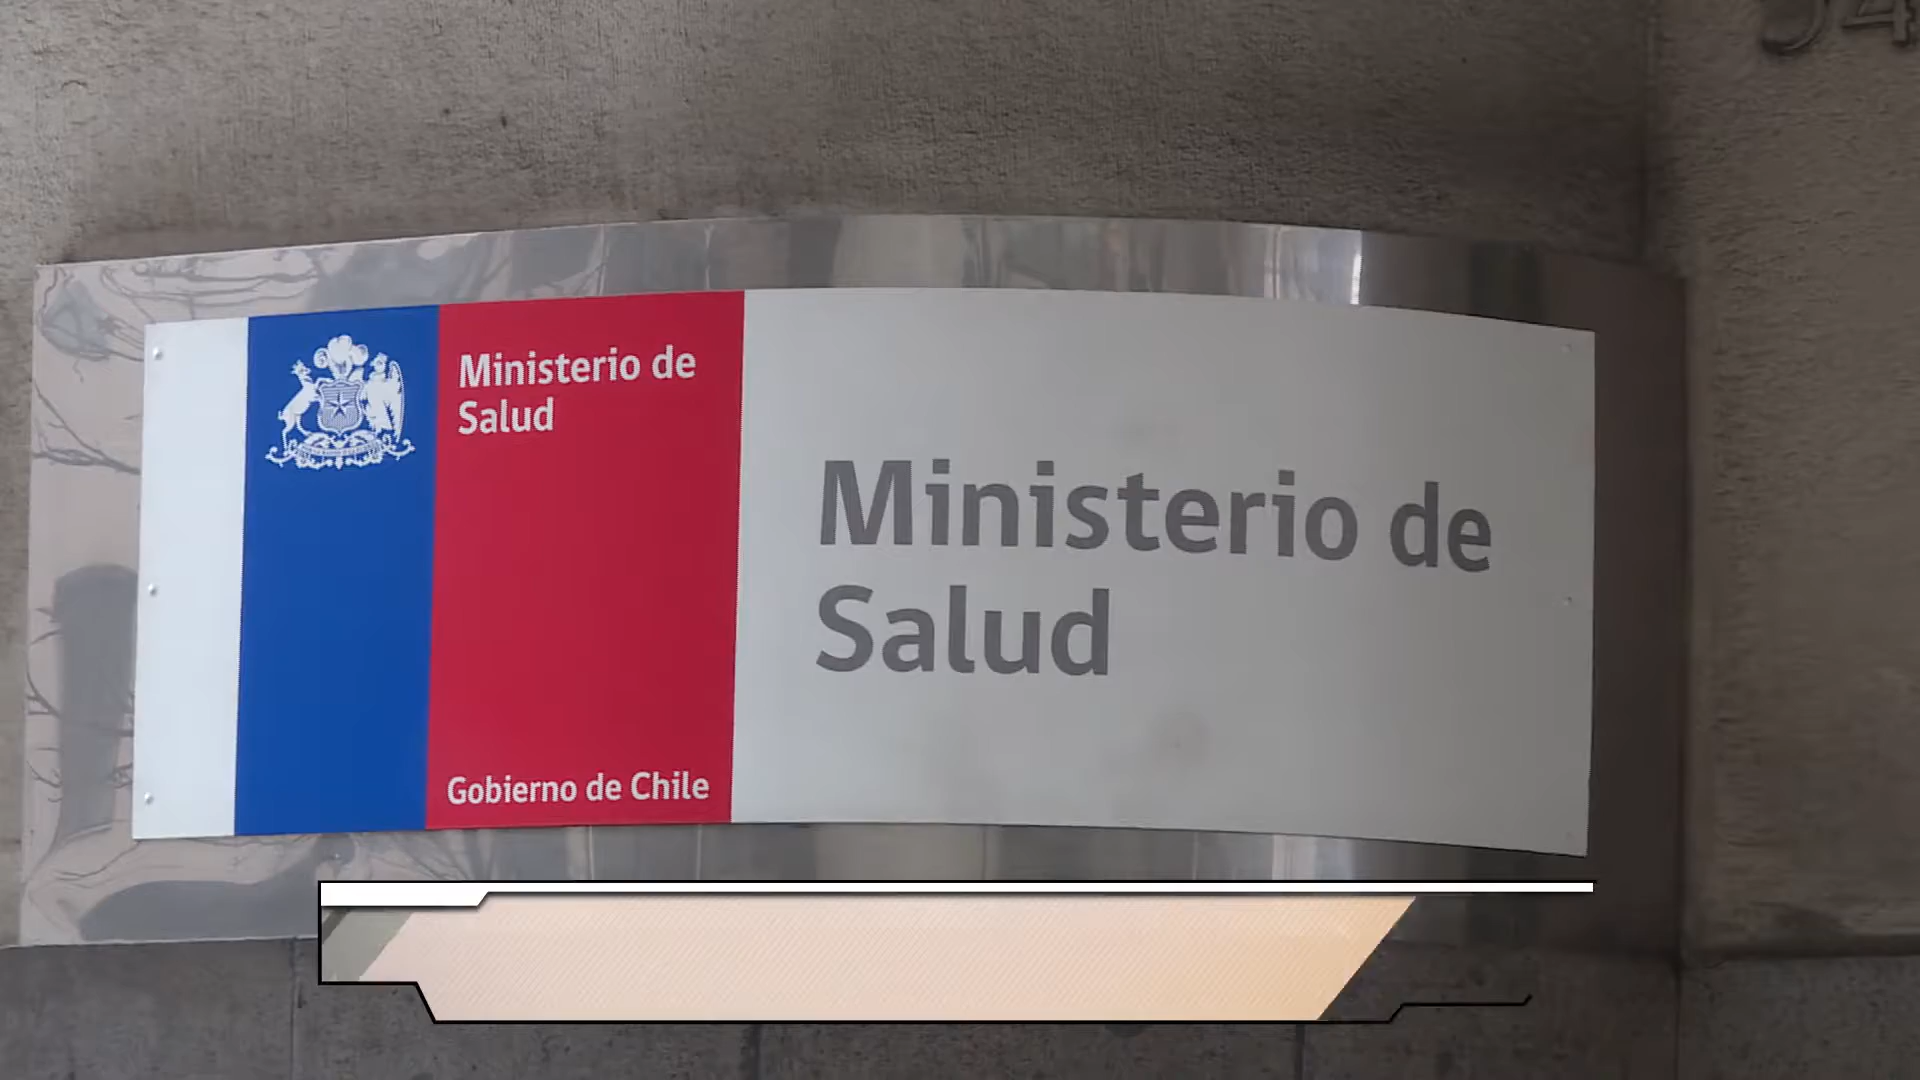 Ministerio de
Salud
Gobierno de Chile
Ministerio de
Salud